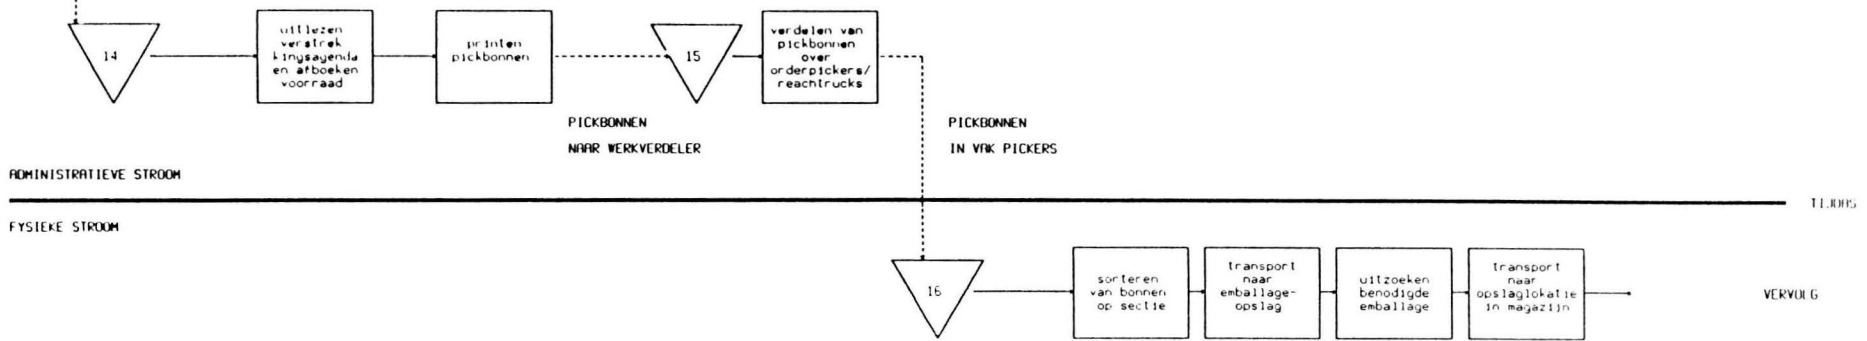 14
uitlezen
verstrek
kingsagenda
en afboeken
voorraad
printen
pickbonnen
15
verdelen van
pickbonnen
over
orderpickers/
reachtrucks
PICKBONNEN
NAAR WERKVERDELER
PICKBONNEN
IN VAK PICKERS
ADMINISTRATIEVE STROOM
TIJDAS
FYSIEKE STROOM
16
sorteren
van bonnen
op sectie
transport
naar
emballage-
opslag
uitzoeken
benodigde
emballage
transport
naar
opslaglokatie
in magazijn
VERVOLG